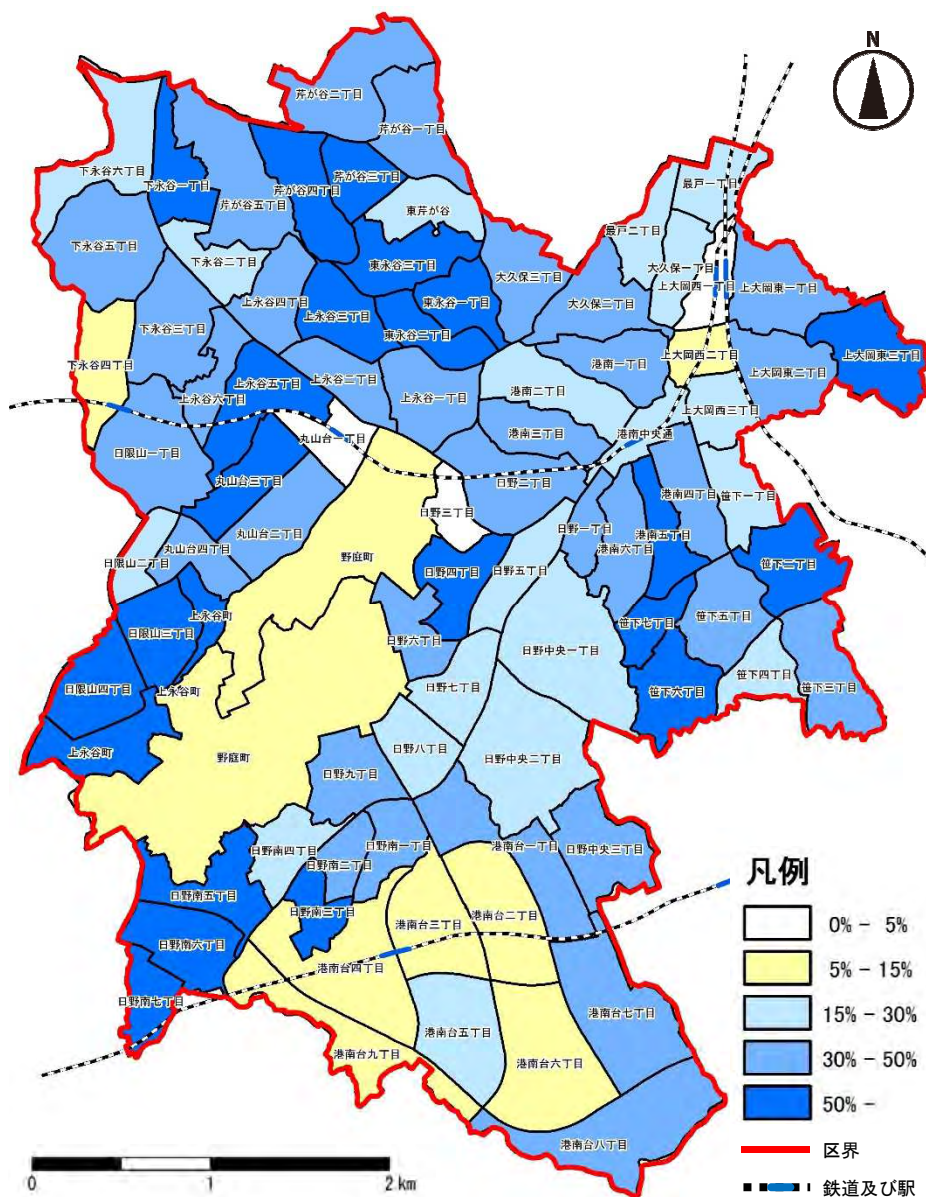 N
芹が谷二丁目
芹が谷一丁目
下永谷六丁目
下永谷一丁目
芹が谷五丁目
芹が谷四丁目
芹が谷三丁目
東芹が谷
最戸一丁目
最戸二丁目
下永谷五丁目
下永谷二丁目
上永谷四丁目
東永谷三丁目
大久保三丁目
大久保一丁目
上大岡西一丁目
上大岡東一丁目
大久保二丁目
上永谷三丁目
東永谷一丁目
東永谷二丁目
下永谷三丁目
下永谷四丁目
上永谷五丁目
上永谷二丁目
上永谷六丁目
上永谷一丁目
港南一丁目
上大岡西二丁目
上大岡東三丁目
上大岡東二丁目
港南二丁目
上大岡西三丁目
港南三丁目
港南中央通
丸山台一丁目
日限山一丁目
丸山台三丁目
日野二丁目
港南四丁目
笹下一丁目
日野三丁目
丸山台二丁目
日野一丁目
港南五丁目
港南六丁目
丸山台四丁目
日限山二丁目
野庭町
日野四丁目
日野五丁目
笹下二丁目
上永谷町
日限山三丁目
笹下七丁目
笹下五丁目
日野六丁目
日野中央一丁目
日限山四丁目
上永谷町
日野七丁目
笹下六丁目
笹下四丁目
笹下三丁目
上永谷町
野庭町
日野八丁目
日野中央二丁目
日野九丁目
日野南四丁目
日野南二丁目
日野南一丁目
港南台一丁目
日野中央三丁目
日野南五丁目
日野南三丁目
港南台三丁目
港南台二丁目
日野南六丁目
港南台四丁目
日野南七丁目
港南台五丁目
港南台七丁目
港南台九丁目
港南台六丁目
港南台八丁目
凡例
0% - 5%
5% - 15%
15% - 30%
30% - 50%
50% -
区界
鉄道及び駅
0 1 2 km